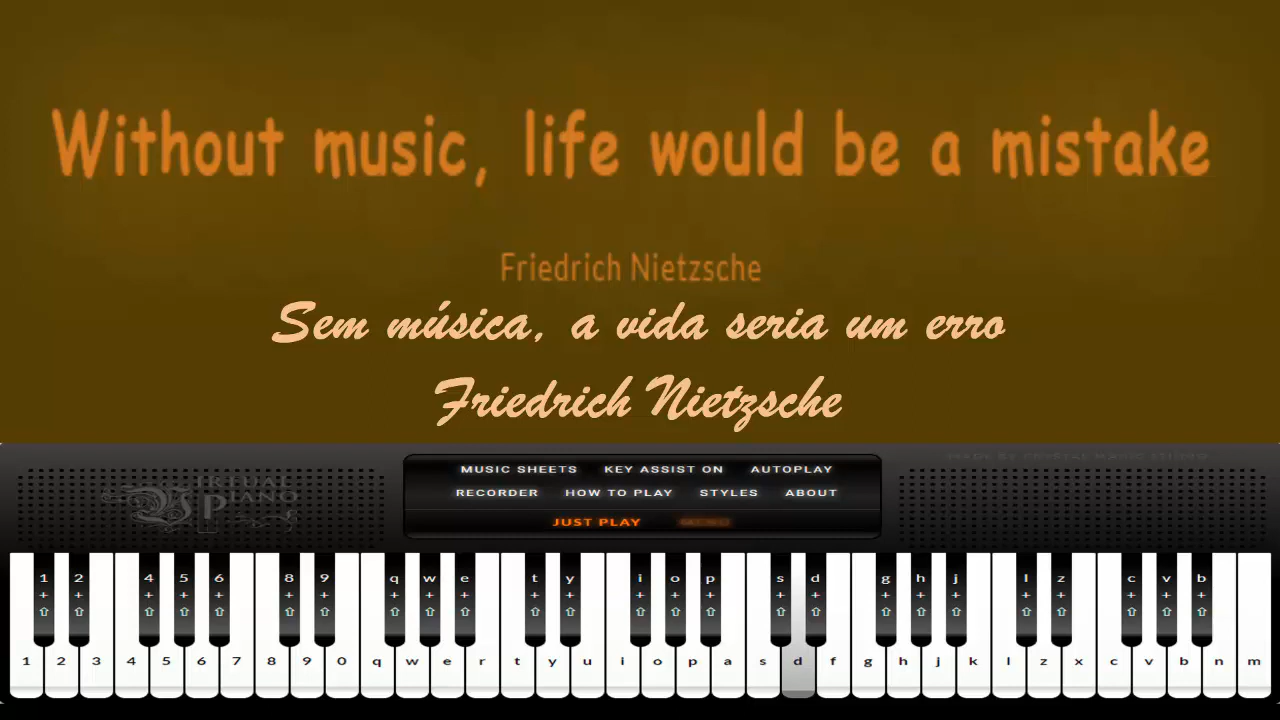 Without music, life would be a mistake
Friedrich Nietzsche
Sem música, a vida seria um erro
Friedrich Nietzsche
MUSIC SHEETS KEY ASSIST ON AUTOPLAY
VIRTUAL PIANO
RECORDER HOW TO PLAY STYLES ABOUT
JUST PLAY
1 2 4 5 6 8 9 q w e t y i o p s d g h j l z c v b
+ + + + + + + + + + + + + + + + + + + + + + + + +
⇧ ⇧ ⇧ ⇧ ⇧ ⇧ ⇧ ⇧ ⇧ ⇧ ⇧ ⇧ ⇧ ⇧ ⇧ ⇧ ⇧ ⇧ ⇧ ⇧ ⇧ ⇧ ⇧ ⇧ ⇧
1 2 3 4 5 6 7 8 9 0 q w e r t y u i o p a s d f g h j k l z x c v b n m